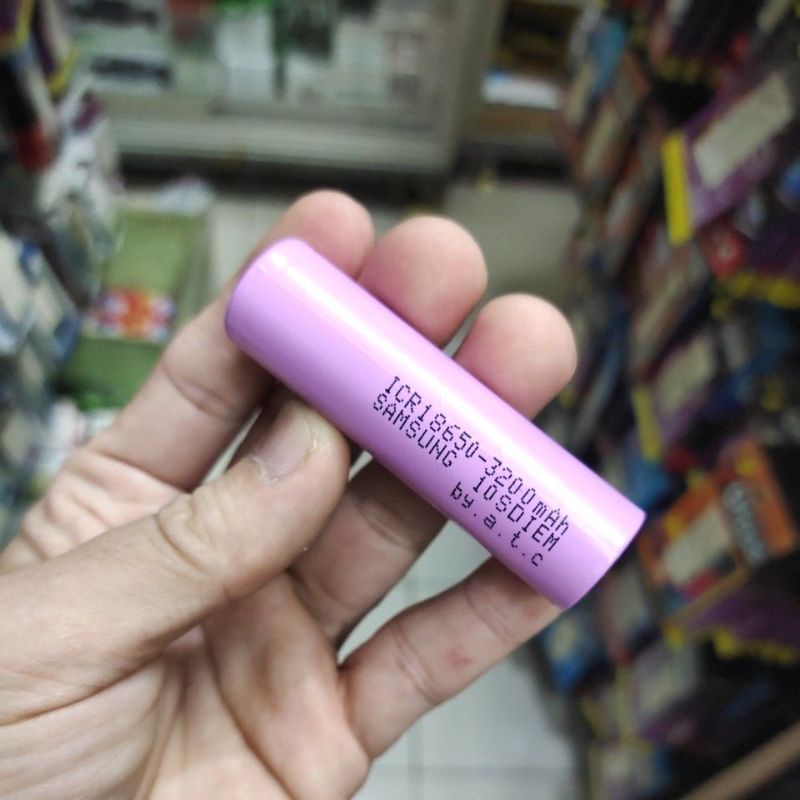 ICR18650-3200mAh
SAMSUNG 10SDIEM
by.a.t.c